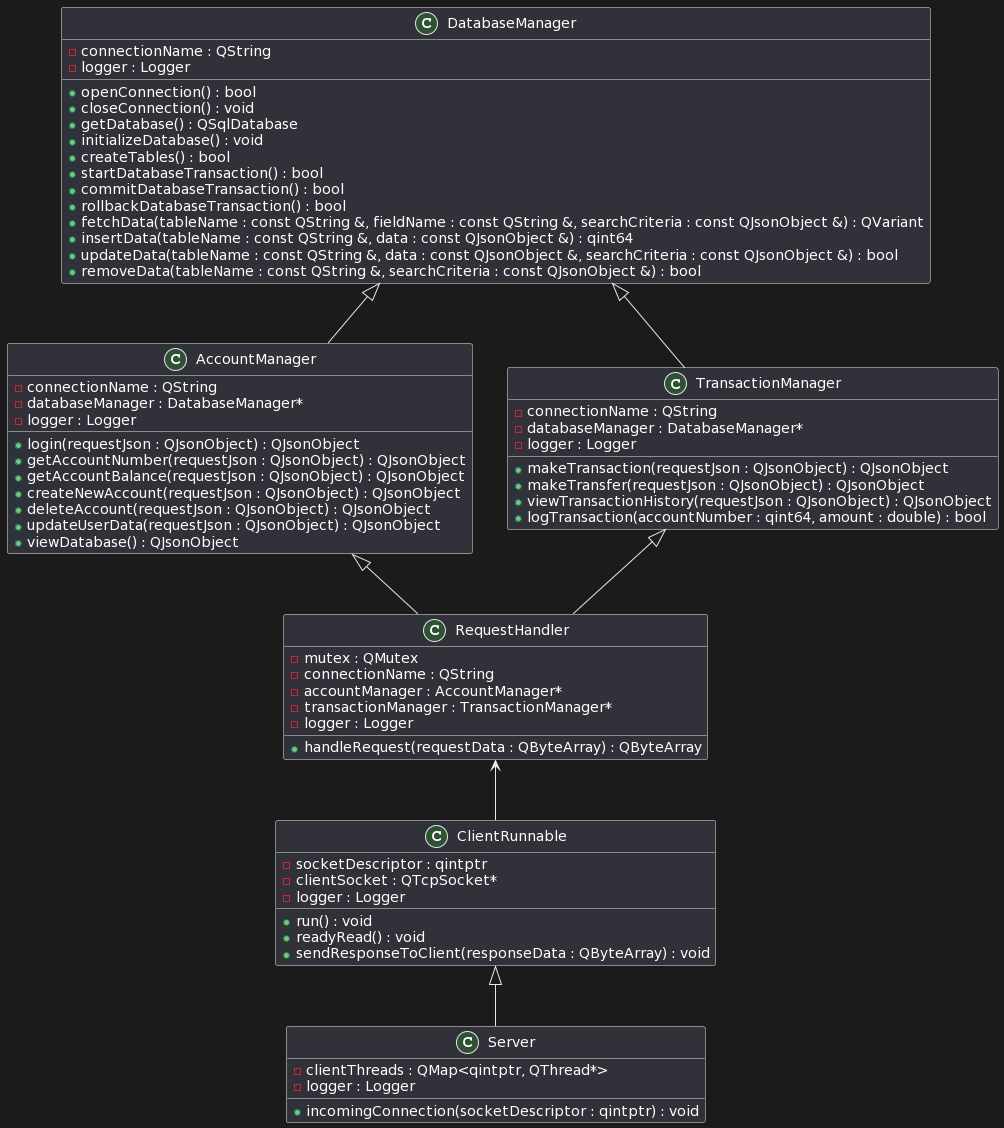 C DatabaseManager
connectionName : QString
logger : Logger
openConnection() : bool
closeConnection() : void
getDatabase() : QSqlDatabase
initializeDatabase() : void
createTables() : bool
startDatabaseTransaction() : bool
commitDatabaseTransaction() : bool
rollbackDatabaseTransaction() : bool
fetchData(tableName : const QString &, fieldName : const QString &, searchCriteria : const QJsonObject &) : QVariant
insertData(tableName : const QString &, data : const QJsonObject &) : qint64
updateData(tableName : const QString &, data : const QJsonObject &, searchCriteria : const QJsonObject &) : bool
removeData(tableName : const QString &, searchCriteria : const QJsonObject &) : bool
C AccountManager
connectionName : QString
databaseManager : DatabaseManager*
logger : Logger
login(requestJson : QJsonObject) : QJsonObject
getAccountNumber(requestJson : QJsonObject) : QJsonObject
getAccountBalance(requestJson : QJsonObject) : QJsonObject
createNewAccount(requestJson : QJsonObject) : QJsonObject
deleteAccount(requestJson : QJsonObject) : QJsonObject
updateUserData(requestJson : QJsonObject) : QJsonObject
viewDatabase() : QJsonObject
C TransactionManager
connectionName : QString
databaseManager : DatabaseManager*
logger : Logger
makeTransaction(requestJson : QJsonObject) : QJsonObject
makeTransfer(requestJson : QJsonObject) : QJsonObject
viewTransactionHistory(requestJson : QJsonObject) : QJsonObject
logTransaction(accountNumber : qint64, amount : double) : bool
C RequestHandler
mutex : QMutex
connectionName : QString
accountManager : AccountManager*
transactionManager : TransactionManager*
logger : Logger
handleRequest(requestData : QByteArray) : QByteArray
C ClientRunnable
socketDescriptor : qintptr
clientSocket : QTcpSocket*
logger : Logger
run() : void
readyRead() : void
sendResponseToClient(responseData : QByteArray) : void
C Server
clientThreads : QMap<qintptr, QThread*>
logger : Logger
incomingConnection(socketDescriptor : qintptr) : void